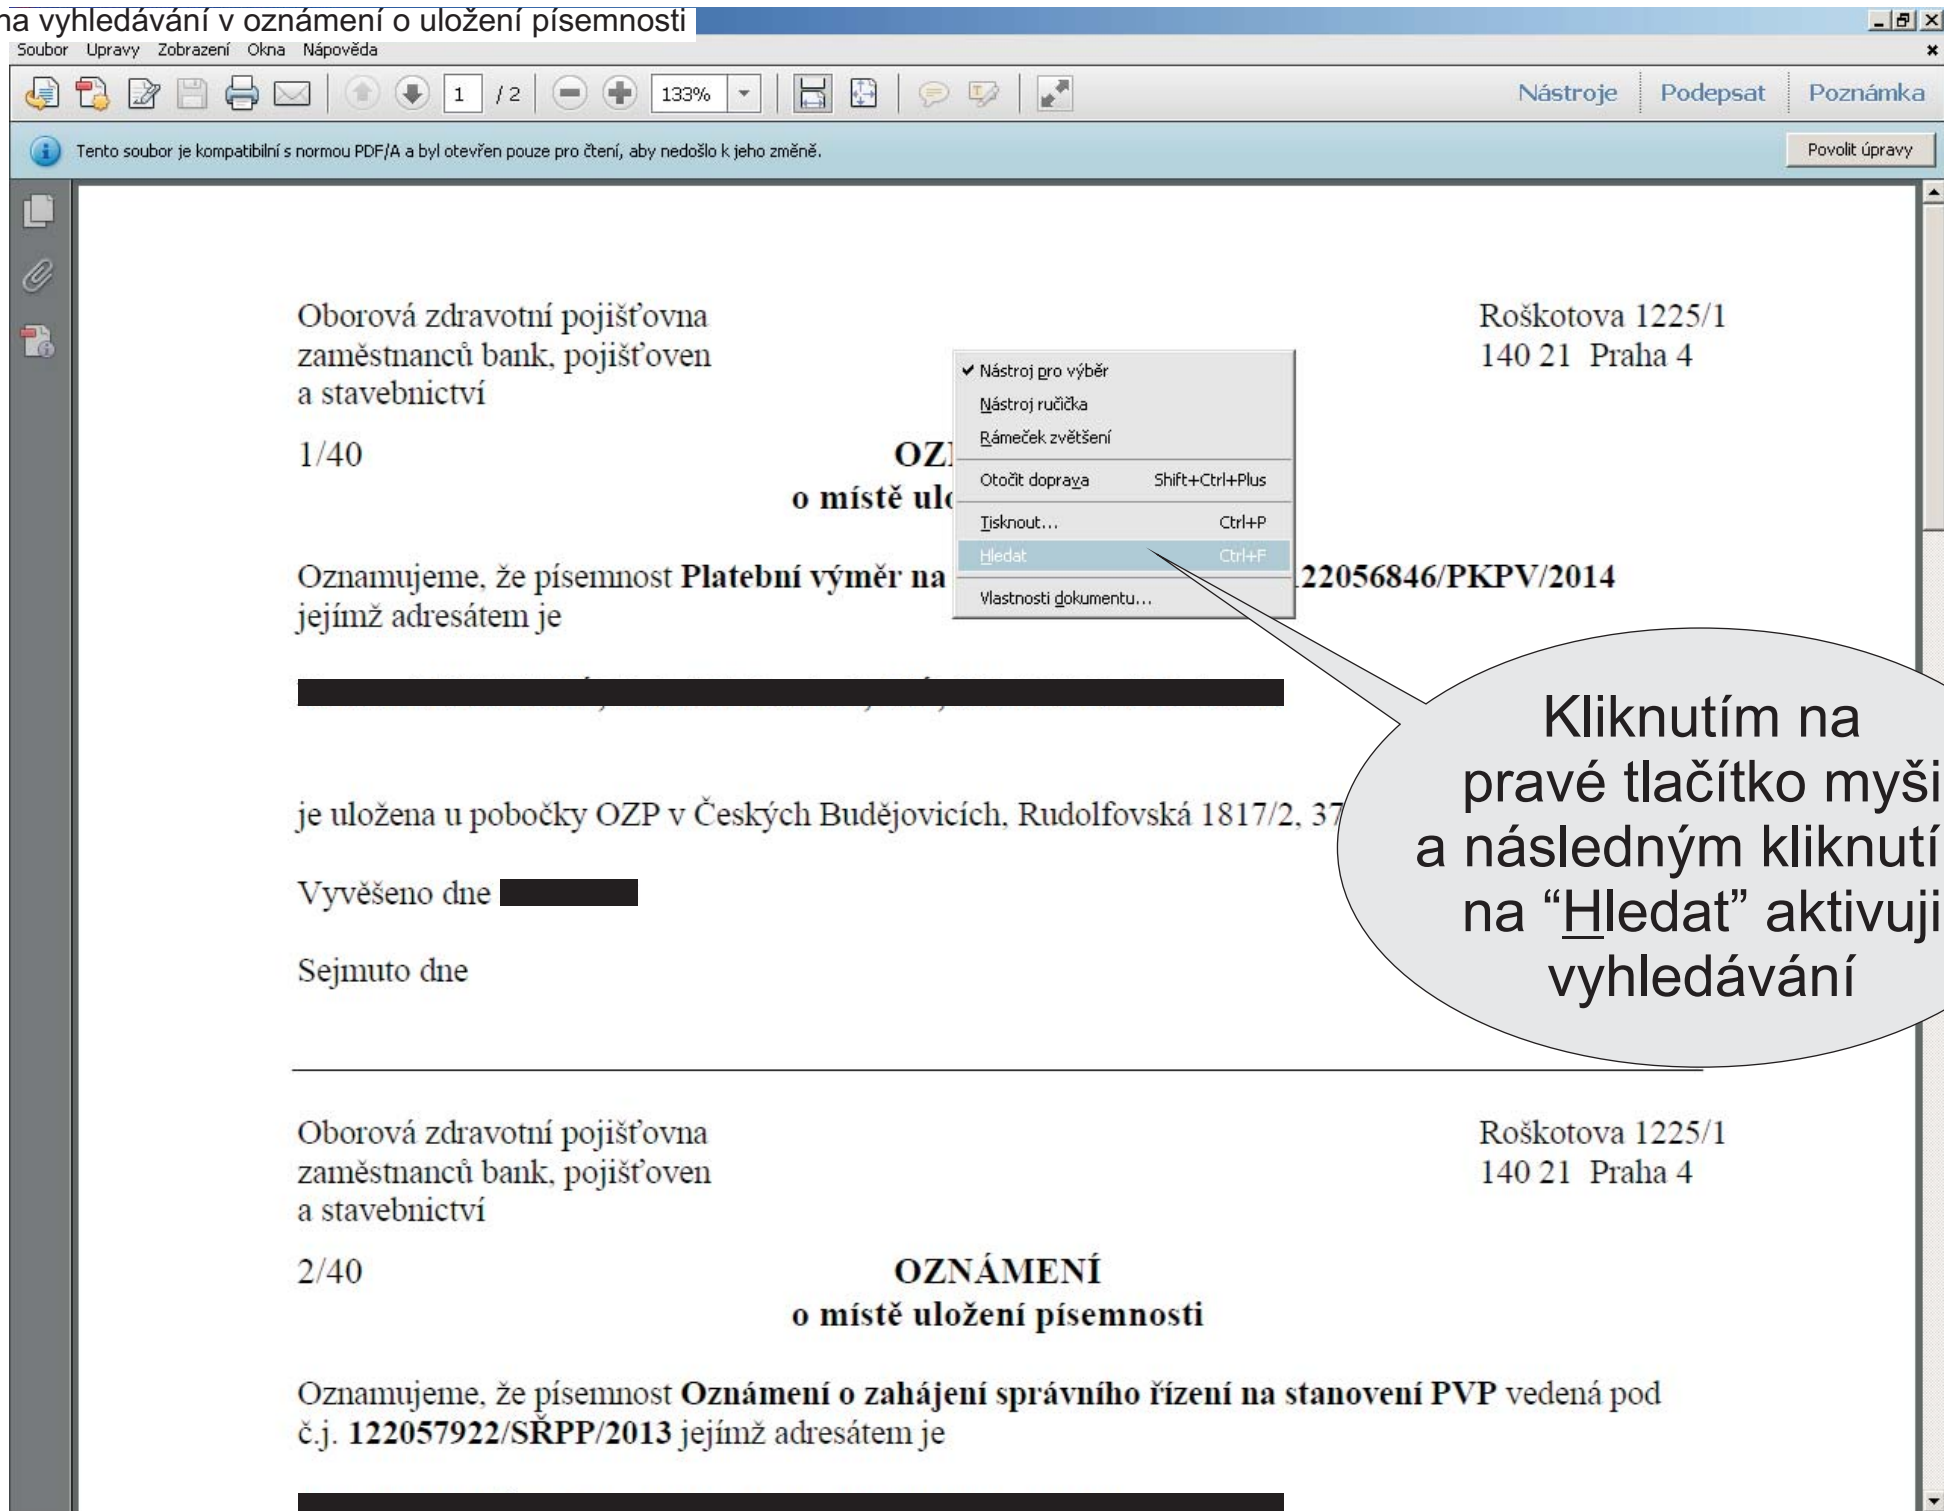 na vyhledávání v oznámení o uložení písemnosti
Soubor Úpravy Zobrazení Okna Nápověda
1 / 2 133% Nástroje Podepsat Poznámka
Tento soubor je kompatibilní s normou PDF/A a byl otevřen pouze pro čtení, aby nedošlo k jeho změně. Povolit úpravy
Oborová zdravotní pojišťovna Roškotova 1225/1
zaměstnanců bank, pojišťoven 140 21 Praha 4
a stavebnictví
Nástroj pro výběr
Nástroj ručička
Rámeček zvětšení
Otočit doprava Shift+Ctrl+Plus
Tisknout... Ctrl+P
Hledat Ctrl+F
Vlastnosti dokumentu...
1/40 OZ
o místě ulo
Oznamujeme, že písemnost Platební výměr na 22056846/PKPV/2014
jejímž adresátem je
je uložena u pobočky OZP v Českých Budějovicích, Rudolfovská 1817/2, 37
Vyvěšeno dne
Sejmuto dne
Kliknutím na
pravé tlačítko myši
a následným kliknutí
na “Hledat” aktivuji
vyhledávání
Oborová zdravotní pojišťovna Roškotova 1225/1
zaměstnanců bank, pojišťoven 140 21 Praha 4
a stavebnictví
2/40 OZNÁMENÍ
o místě uložení písemnosti
Oznamujeme, že písemnost Oznámení o zahájení správního řízení na stanovení PVP vedená pod
č.j. 122057922/SŘPP/2013 jejímž adresátem je